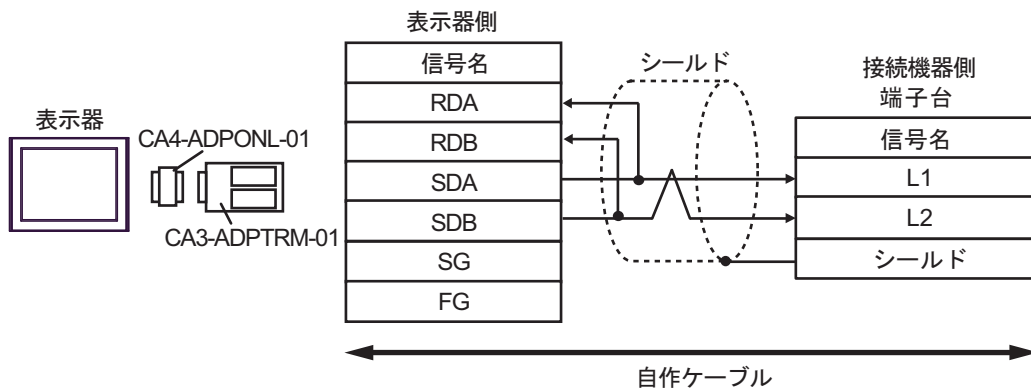 表示器
CA4-ADPONL-01
CA3-ADPTRM-01
表示器側
信号名
RDA
RDB
SDA
SDB
SG
FG
シールド
接続機器側
端子台
信号名
L1
L2
シールド
自作ケーブル